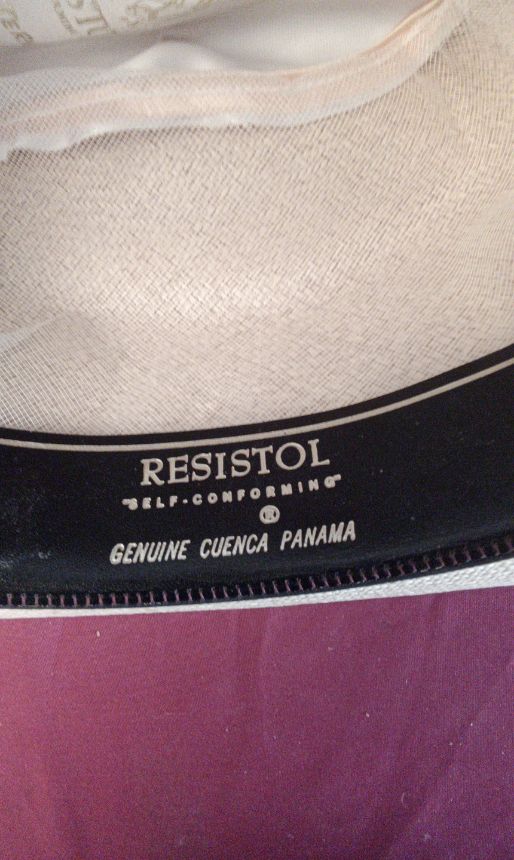 RESISTOL
"SELF-CONFORMING"
®
GENUINE CUENCA PANAMA